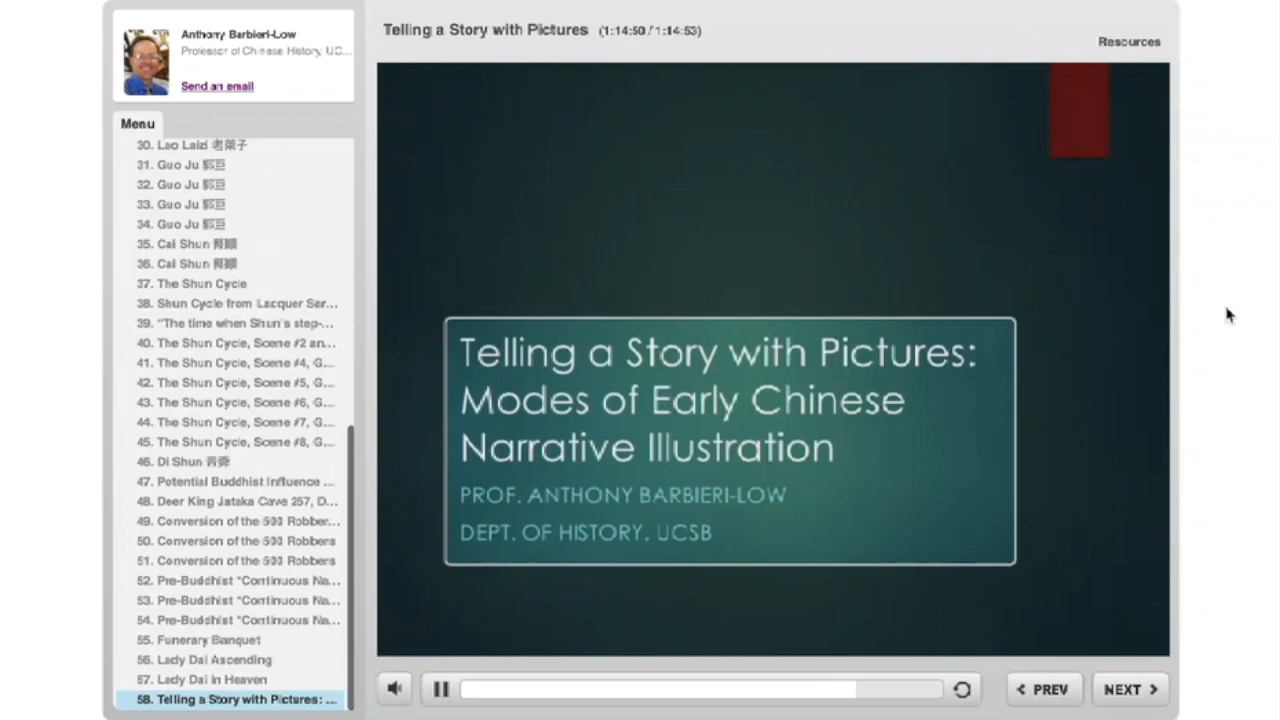 Anthony Barbieri-Low
Professor of Chinese History, UC...
Send an email
Menu
30. Lao Laizi 老萊子
31. Guo Ju 郭巨
32. Guo Ju 郭巨
33. Guo Ju 郭巨
34. Guo Ju 郭巨
35. Cai Shun
36. Cai Shun
37. The Shun Cycle
38. Shun Cycle from Lacquer Sar...
39. "The time when Shun's step-...
40. The Shun Cycle, Scene #2 an...
41. The Shun Cycle, Scene #4, G...
42. The Shun Cycle, Scene #5, G...
43. The Shun Cycle, Scene #6, G...
44. The Shun Cycle, Scene #7, G...
45. The Shun Cycle, Scene #8, G...
46. Di Shun
47. Potential Buddhist Influence ...
48. Deer King Jataka Cave 257, D...
49. Conversion of the 500 Robber...
50. Conversion of the 500 Robbers
51. Conversion of the 500 Robbers
52. Pre-Buddhist "Continuous Na...
53. Pre-Buddhist "Continuous Na...
54. Pre-Buddhist "Continuous Na...
55. Funerary Banquet
56. Lady Dai Ascending
57. Lady Dai in Heaven
58. Telling a Story with Pictures: ...
Telling a Story with Pictures (1:14:50 / 1:14:53)
Resources
Telling a Story with Pictures:
Modes of Early Chinese
Narrative Illustration
PROF. ANTHONY BARBIERI-LOW
DEPT. OF HISTORY, UCSB
PREV
NEXT